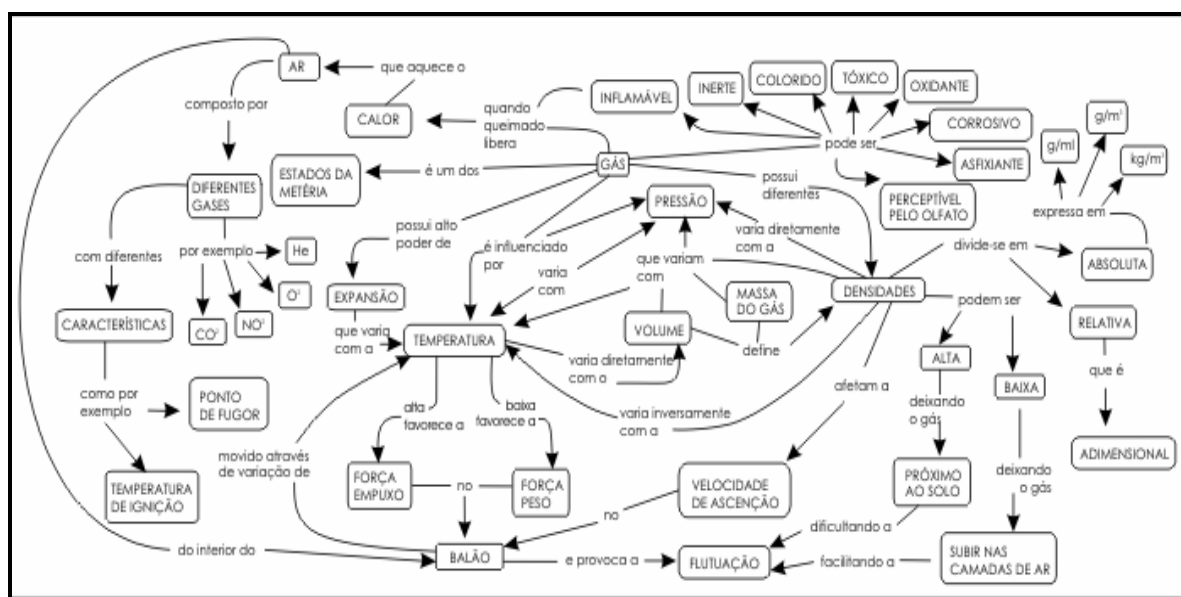 AR
que aquece o
CALOR
quando
queimado
libera
INFLAMÁVEL
INERTE
COLORIDO
TÓXICO
OXIDANTE
CORROSIVO
ASFIXIANTE
PERCEPTÍVEL
PELO OLFATO
pode ser
GÁS
é um dos
ESTADOS DA
METÉRIA
composto por
DIFERENTES
GASES
com diferentes
por exemplo
He
O²
NO²
CO²
CARACTERÍSTICAS
como por
exemplo
PONTO
DE FUGOR
TEMPERATURA
DE IGNIÇÃO
possui alto
poder de
EXPANSÃO
que varia
com a
TEMPERATURA
é influenciado
por
varia
com
PRESSÃO
que variam
com
VOLUME
MASSA
DO GÁS
define
varia diretamente
com o
varia diretamente
com a
possui
diferentes
DENSIDADES
varia inversamente
com a
afetam a
VELOCIDADE
DE ASCENÇÃO
no
divide-se em
ABSOLUTA
expressa em
g/ml
g/m³
kg/m³
RELATIVA
que é
ADIMENSIONAL
podem ser
ALTA
deixando
o gás
PRÓXIMO
AO SOLO
dificultando a
BAIXA
deixando
o gás
SUBIR NAS
CAMADAS DE AR
facilitando a
FLUTUAÇÃO
alta
favorece a
baixa
favorece a
FORÇA
EMPUXO
no
FORÇA
PESO
movido através
de variação de
do interior do
BALÃO
e provoca a